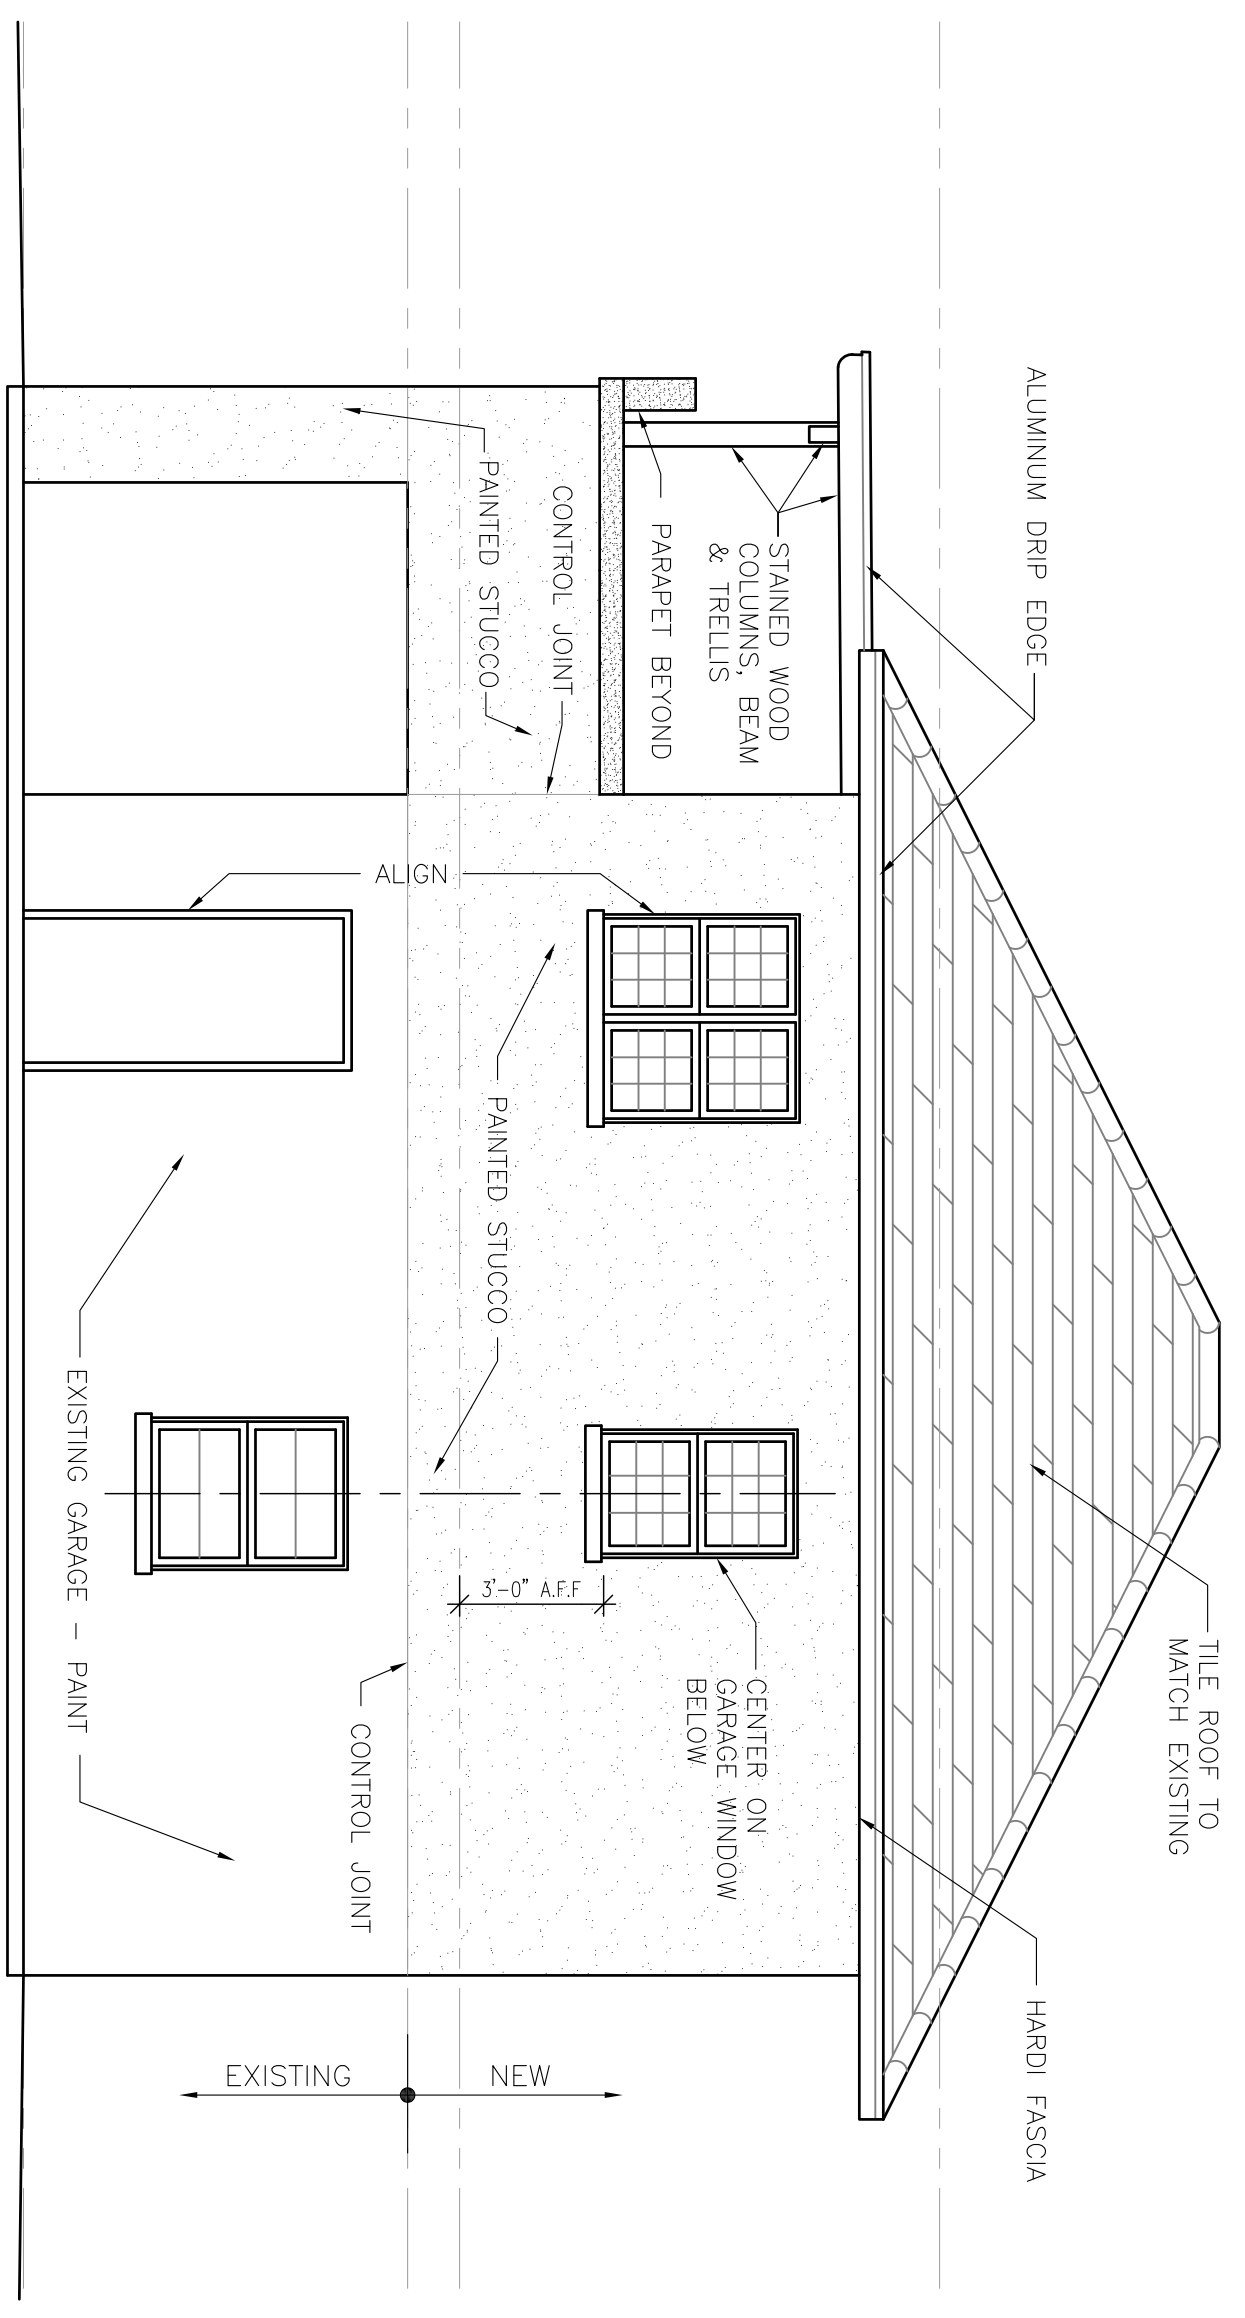 ALUMINUM DRIP EDGE
TILE ROOF TO
MATCH EXISTING
HARDI FASCIA
STAINED WOOD
COLUMNS, BEAM
& TRELLIS
PARAPET BEYOND
CONTROL JOINT
PAINTED STUCCO
ALIGN
PAINTED STUCCO
CENTER ON
GARAGE WINDOW
BELOW
3'-0" A.F.F
CONTROL JOINT
EXISTING GARAGE - PAINT
NEW
EXISTING